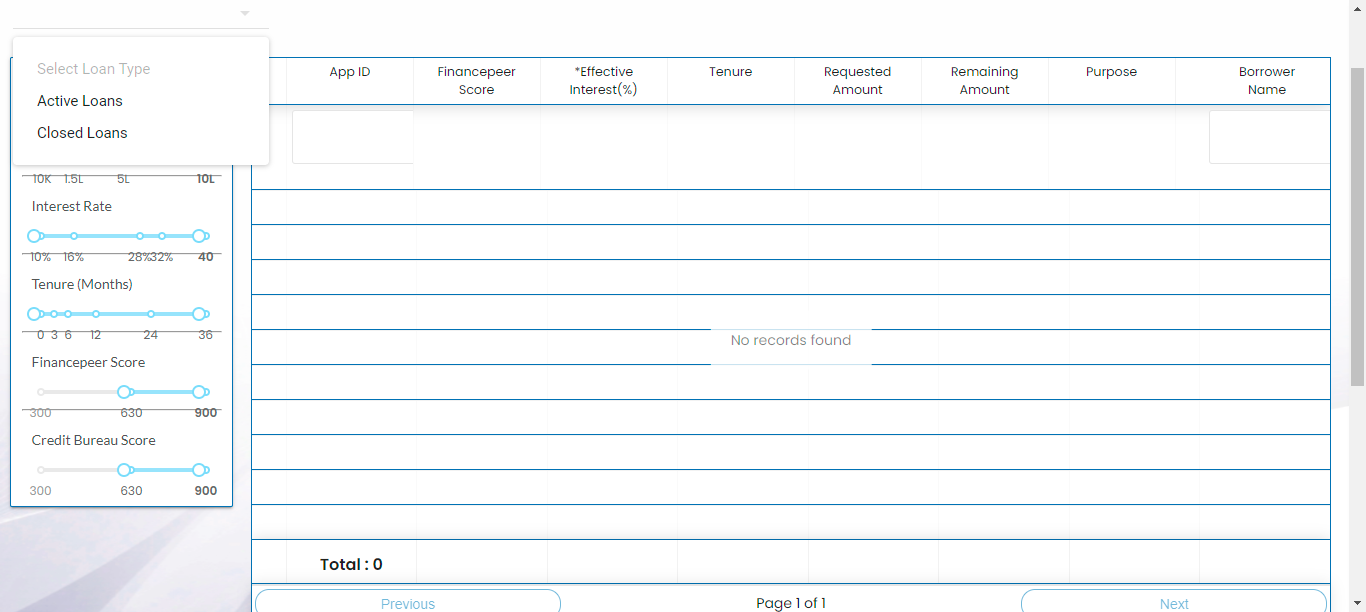 Select Loan Type
Active Loans
Closed Loans
10K 1.5L 5L 10L
Interest Rate
10% 16% 28% 32% 40
Tenure (Months)
0 3 6 12 24 36
Financepeer Score
300 630 900
Credit Bureau Score
300 630 900
App ID
Financepeer
Score
*Effective
Interest(%)
Tenure
Requested
Amount
Remaining
Amount
Purpose
Borrower
Name
No records found
Total : 0
Previous
Page 1 of 1
Next